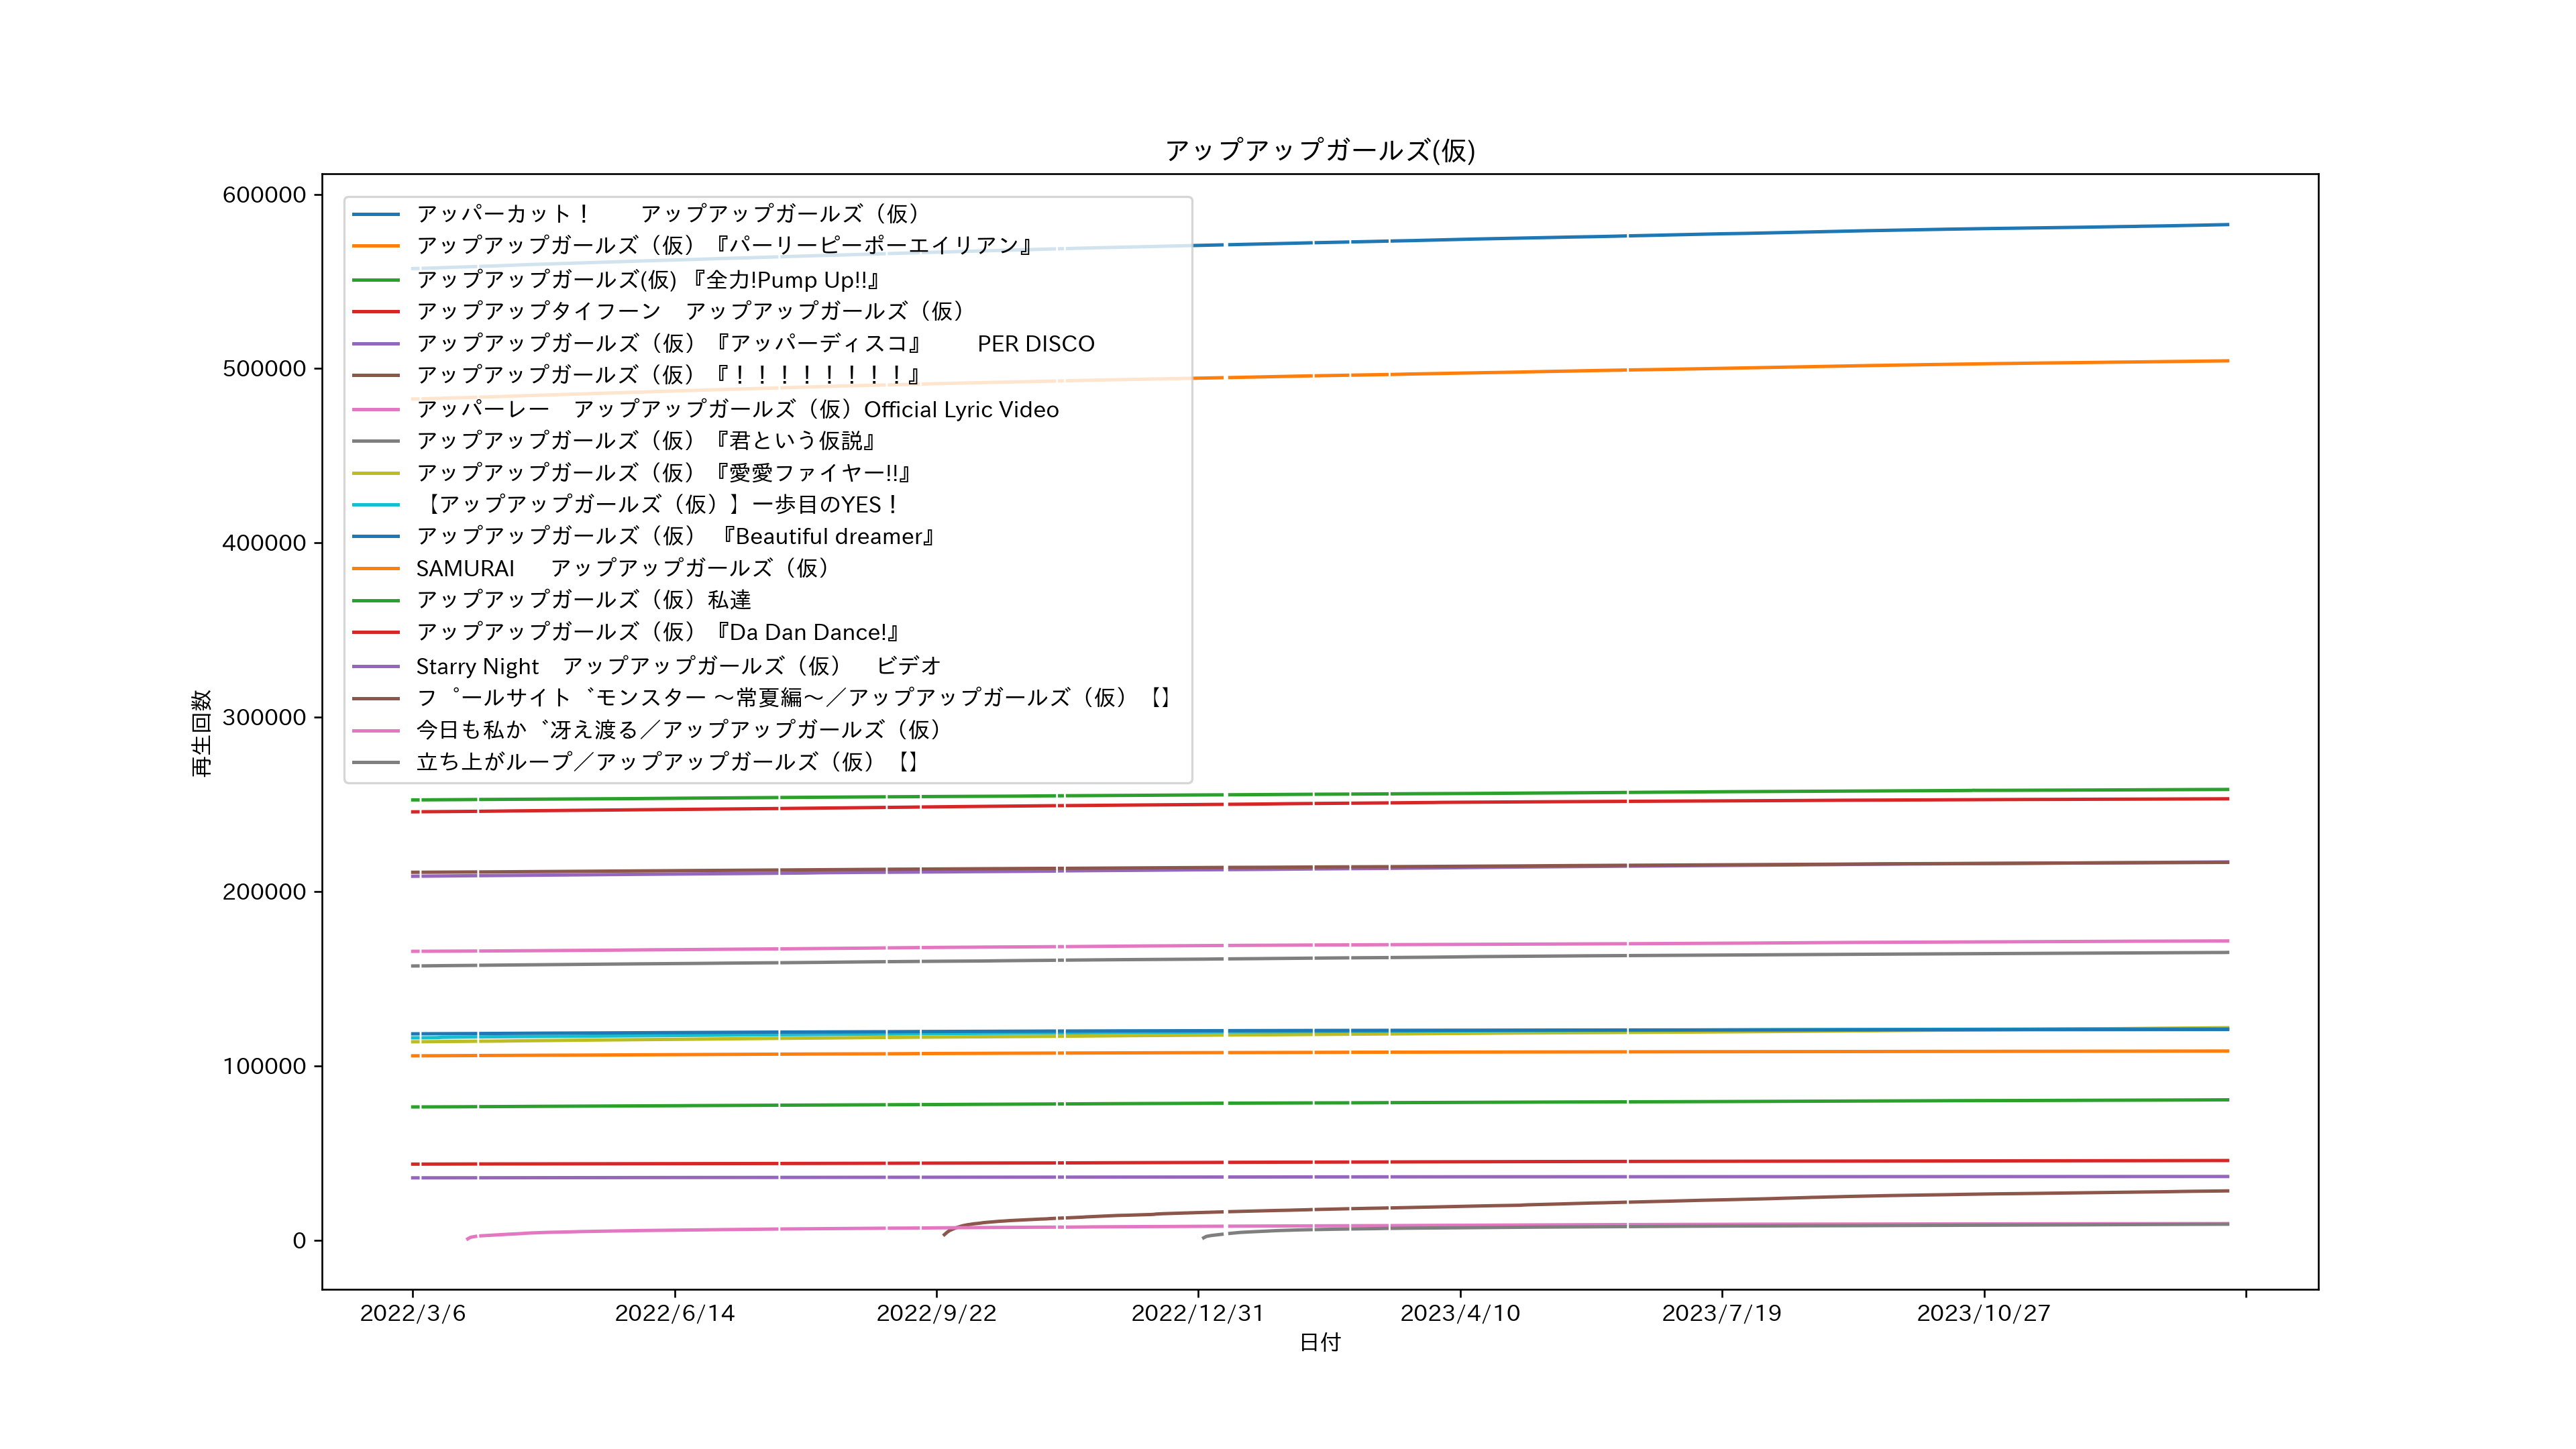 アップアップガールズ(仮)
600000
500000
400000
300000
200000
100000
0
再生回数
アッパーカット！　　アップアップガールズ（仮）
アップアップガールズ（仮）『パーリーピーポーエイリアン』
アップアップガールズ(仮) 『全力!Pump Up!!』
アップアップタイフーン　アップアップガールズ（仮）
アップアップガールズ（仮）『アッパーディスコ』　　PER DISCO
アップアップガールズ（仮）『！！！！！！！！』
アッパーレー　アップアップガールズ（仮）Official Lyric Video
アップアップガールズ（仮）『君という仮説』
アップアップガールズ（仮）『愛愛ファイヤー!!』
【アップアップガールズ（仮）】一歩目のYES！
アップアップガールズ（仮） 『Beautiful dreamer』
SAMURAI　 アップアップガールズ（仮）
アップアップガールズ（仮）私達
アップアップガールズ（仮）『Da Dan Dance!』
Starry Night　アップアップガールズ（仮）　ビデオ
フ゜ールサイト゛モンスター ～常夏編～／アップアップガールズ（仮）【】
今日も私か゛冴え渡る／アップアップガールズ（仮）
立ち上がループ／アップアップガールズ（仮）【】
2022/3/6 2022/6/14 2022/9/22 2022/12/31 2023/4/10 2023/7/19 2023/10/27
日付